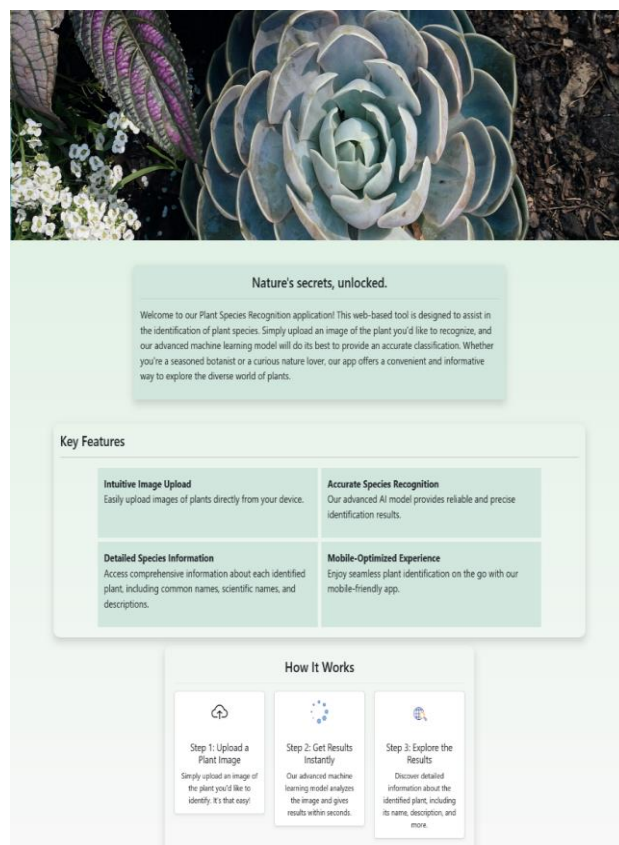 Nature's secrets, unlocked.
Welcome to our Plant Species Recognition application! This web-based tool is designed to assist in
the identification of plant species. Simply upload an image of the plant you'd like to recognize, and
our advanced machine learning model will do its best to provide an accurate classification. Whether
you're a seasoned botanist or a curious nature lover, our app offers a convenient and informative
way to explore the diverse world of plants.
Key Features
Intuitive Image Upload
Easily upload images of plants directly from your device.
Accurate Species Recognition
Our advanced AI model provides reliable and precise
identification results.
Detailed Species Information
Access comprehensive information about each identified
plant, including common names, scientific names, and
descriptions.
Mobile-Optimized Experience
Enjoy seamless plant identification on the go with our
mobile-friendly app.
How It Works
Step 1: Upload a
Plant Image
Simply upload an image of
the plant you'd like to
identify. It's that easy!
Step 2: Get Results
Instantly
Our advanced machine
learning model analyzes
the image and gives
results within seconds.
Step 3: Explore the
Results
Discover detailed
information about the
identified plant, including
its name, description, and
more.